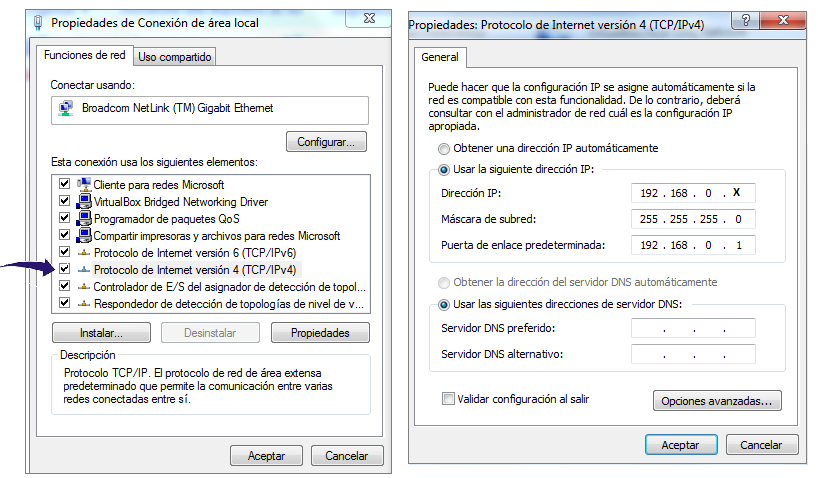 Propiedades de Conexión de área local
Funciones de red
Uso compartido
Conectar usando:
Broadcom NetLink (TM) Gigabit Ethernet
Configurar...
Esta conexión usa los siguientes elementos:
Cliente para redes Microsoft
VirtualBox Bridged Networking Driver
Programador de paquetes QoS
Compartir impresoras y archivos para redes Microsoft
Protocolo de Internet versión 6 (TCP/IPv6)
Protocolo de Internet versión 4 (TCP/IPv4)
Controlador de E/S del asignador de detección de topol...
Respondedor de detección de topologías de nivel de v...
Instalar...
Desinstalar
Propiedades
Descripción
Protocolo TCP/IP. El protocolo de red de área extensa
predeterminado que permite la comunicación entre varias
redes conectadas entre sí.
Aceptar
Cancelar
Propiedades: Protocolo de Internet versión 4 (TCP/IPv4)
?
General
Puede hacer que la configuración IP se asigne automáticamente si la
red es compatible con esta funcionalidad. De lo contrario, deberá
consultar con el administrador de red cuál es la configuración IP
apropiada.
Obtener una dirección IP automáticamente
Usar la siguiente dirección IP:
Dirección IP: 192 . 168 . 0 . X
Máscara de subred: 255 . 255 . 255 . 0
Puerta de enlace predeterminada: 192 . 168 . 0 . 1
Obtener la dirección del servidor DNS automáticamente
Usar las siguientes direcciones de servidor DNS:
Servidor DNS preferido: . . .
Servidor DNS alternativo: . . .
Validar configuración al salir
Opciones avanzadas...
Aceptar
Cancelar